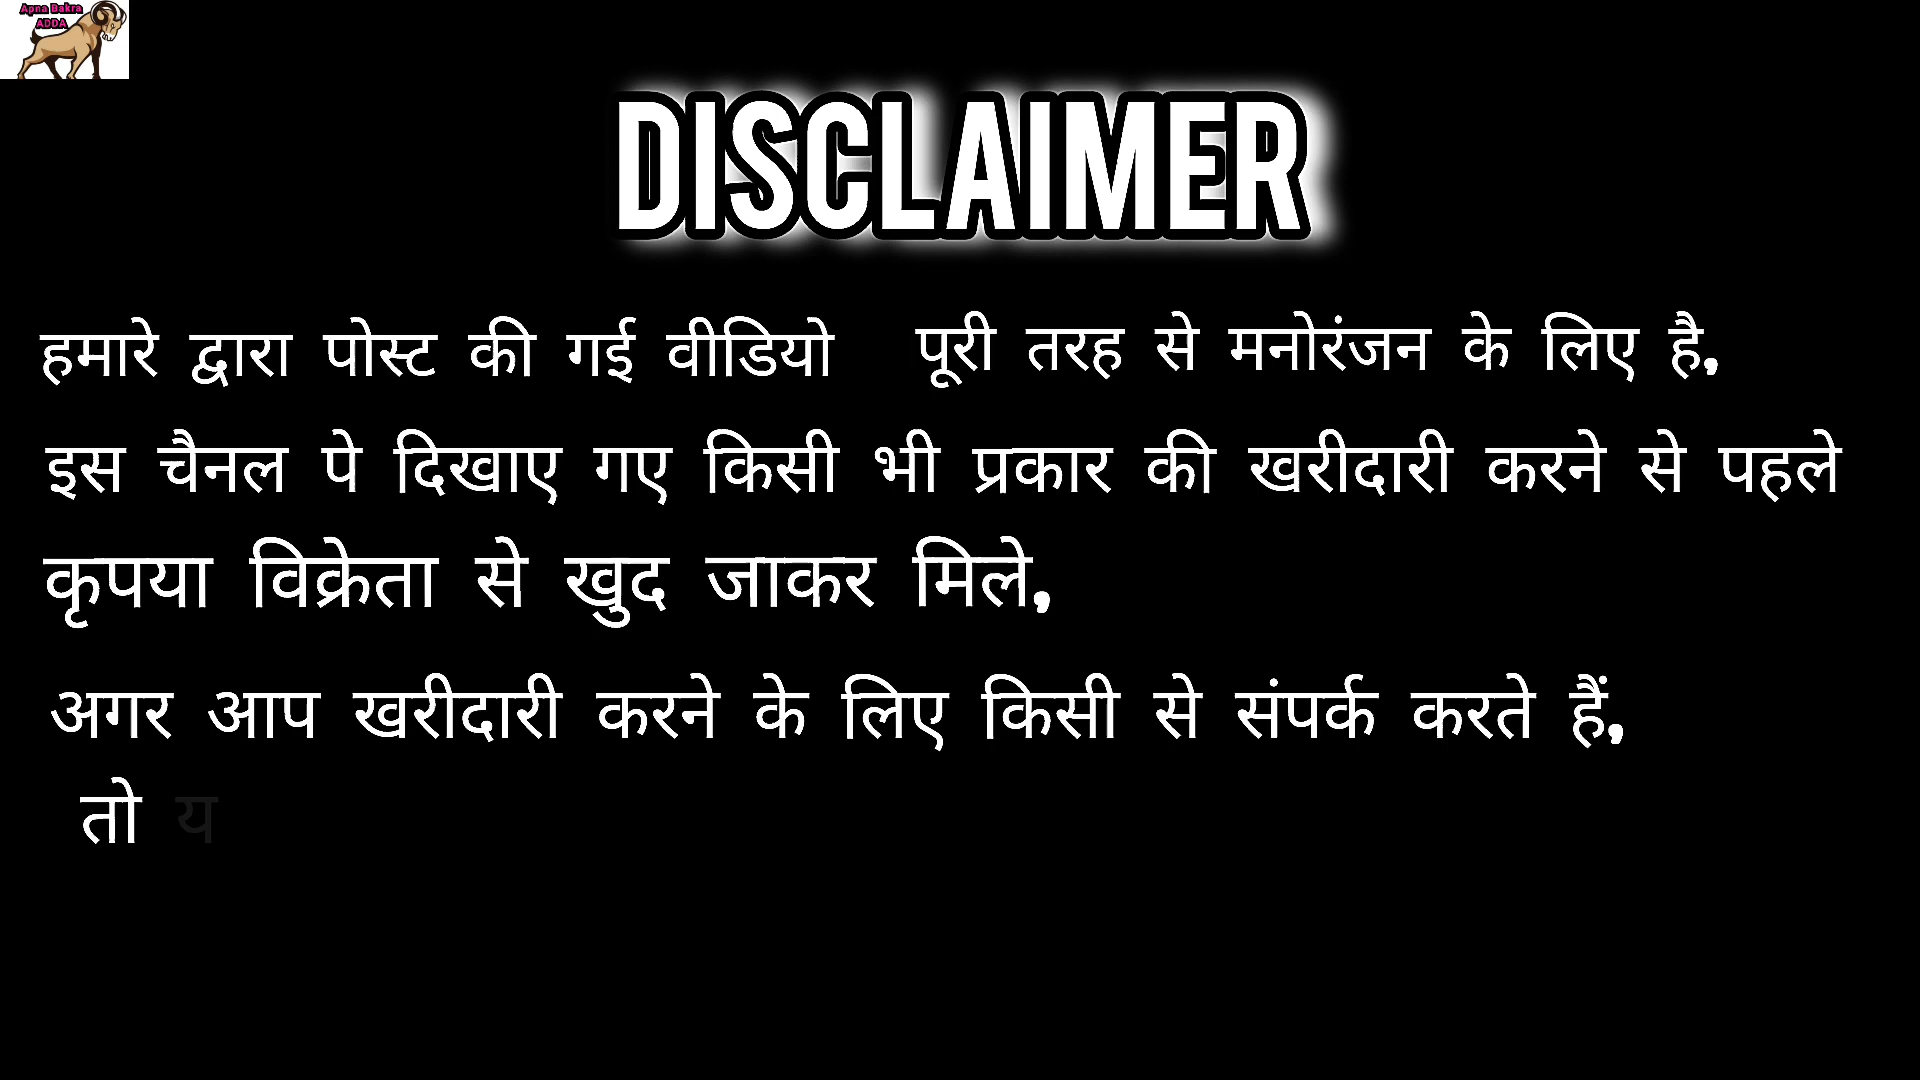 Apna Bakra
ADDA
DISCLAIMER
हमारे द्वारा पोस्ट की गई वीडियो पूरी तरह से मनोरंजन के लिए है,
इस चैनल पे दिखाए गए किसी भी प्रकार की खरीदारी करने से पहले
कृपया विक्रेता से खुद जाकर मिले,
अगर आप खरीदारी करने के लिए किसी से संपर्क करते हैं,
तो य